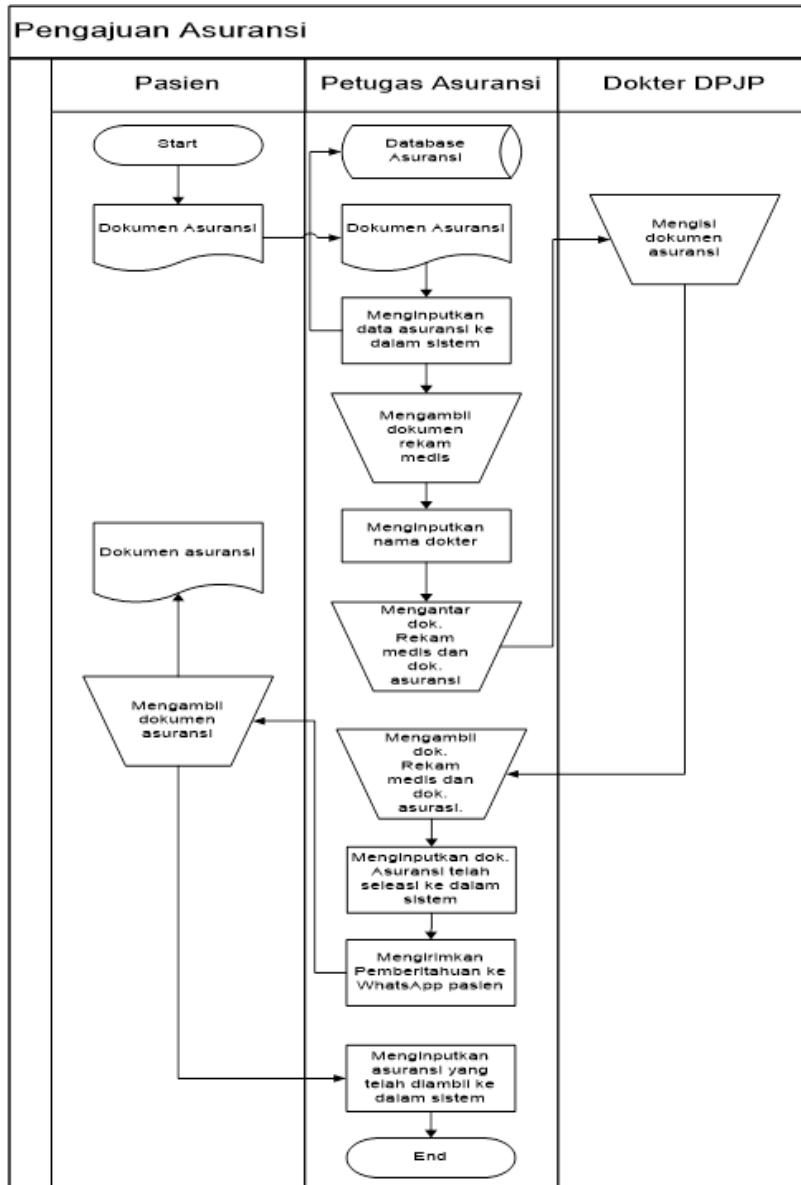 Pengajuan Asuransi
Pasien
Petugas Asuransi
Dokter DPJP
Start
Database
Asuransi
Dokumen Asuransi
Dokumen Asuransi
Mengisi
dokumen
asuransi
Menginputkan
data asuransi ke
dalam sistem
Mengambil
dokumen
rekam
medis
Menginputkan
nama dokter
Dokumen asuransi
Mengantar
dok.
Rekam
medis dan
dok.
asuransi
Mengambil
dokumen
asuransi
Mengambil
dok.
Rekam
medis dan
dok.
asurasi.
Menginputkan dok.
Asuransi telah
seleasi ke dalam
sistem
Mengirimkan
Pemberitahuan ke
WhatsApp pasien
Menginputkan
asuransi yang
telah diambil ke
dalam sistem
End